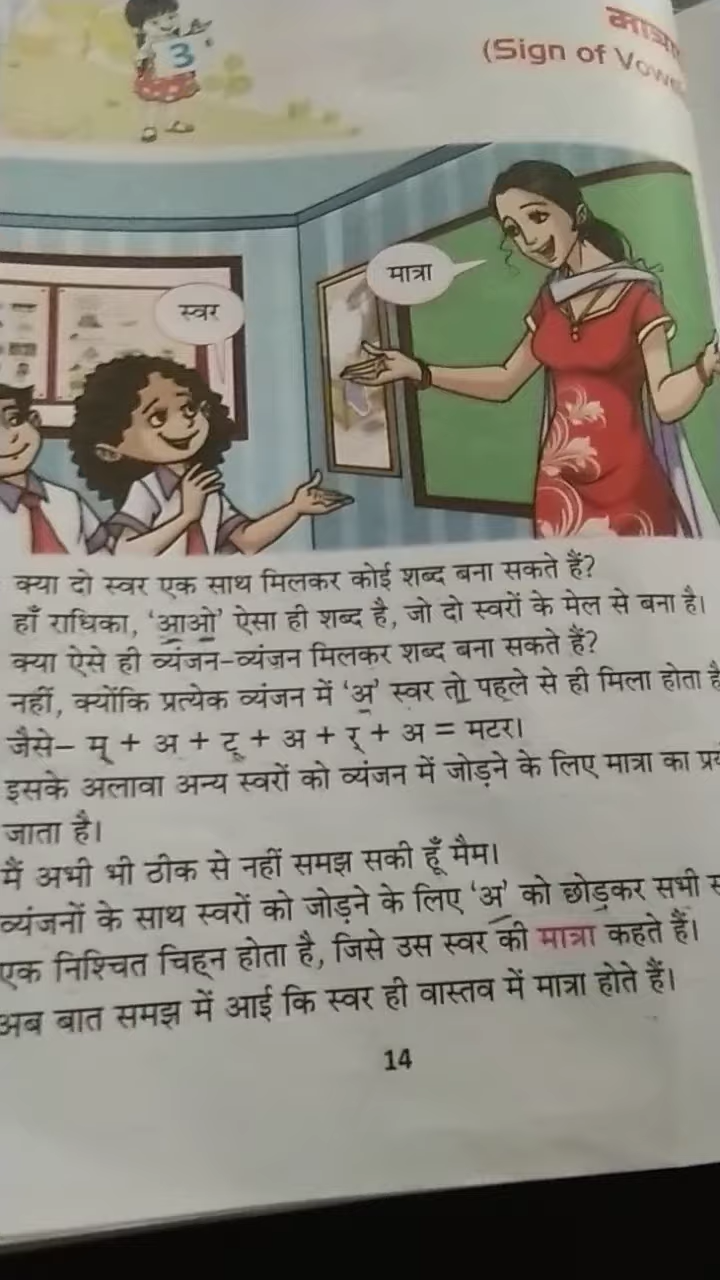 3
मात्रा
(Sign of
स्वर
मात्रा
क्या दो स्वर एक साथ मिलकर कोई शब्द बना सकते हैं?
हाँ राधिका, ‘आओ’ ऐसा ही शब्द है, जो दो स्वरों के मेल से बना है।
क्या ऐसे ही व्यंजन-व्यंजन मिलकर शब्द बना सकते हैं?
नहीं, क्योंकि प्रत्येक व्यंजन में ‘अ’ स्वर तो पहले से ही मिला होता है
जैसे– म् + अ + ट् + अ + र् + अ = मटर।
इसके अलावा अन्य स्वरों को व्यंजन में जोड़ने के लिए मात्रा का
जाता है।
मैं अभी भी ठीक से नहीं समझ सकी हूँ मैम।
व्यंजनों के साथ स्वरों को जोड़ने के लिए ‘अ’ को छोड़कर सभी
एक निश्चित चिह्न होता है, जिसे उस स्वर की मात्रा कहते हैं।
अब बात समझ में आई कि स्वर ही वास्तव में मात्रा होते हैं।
14